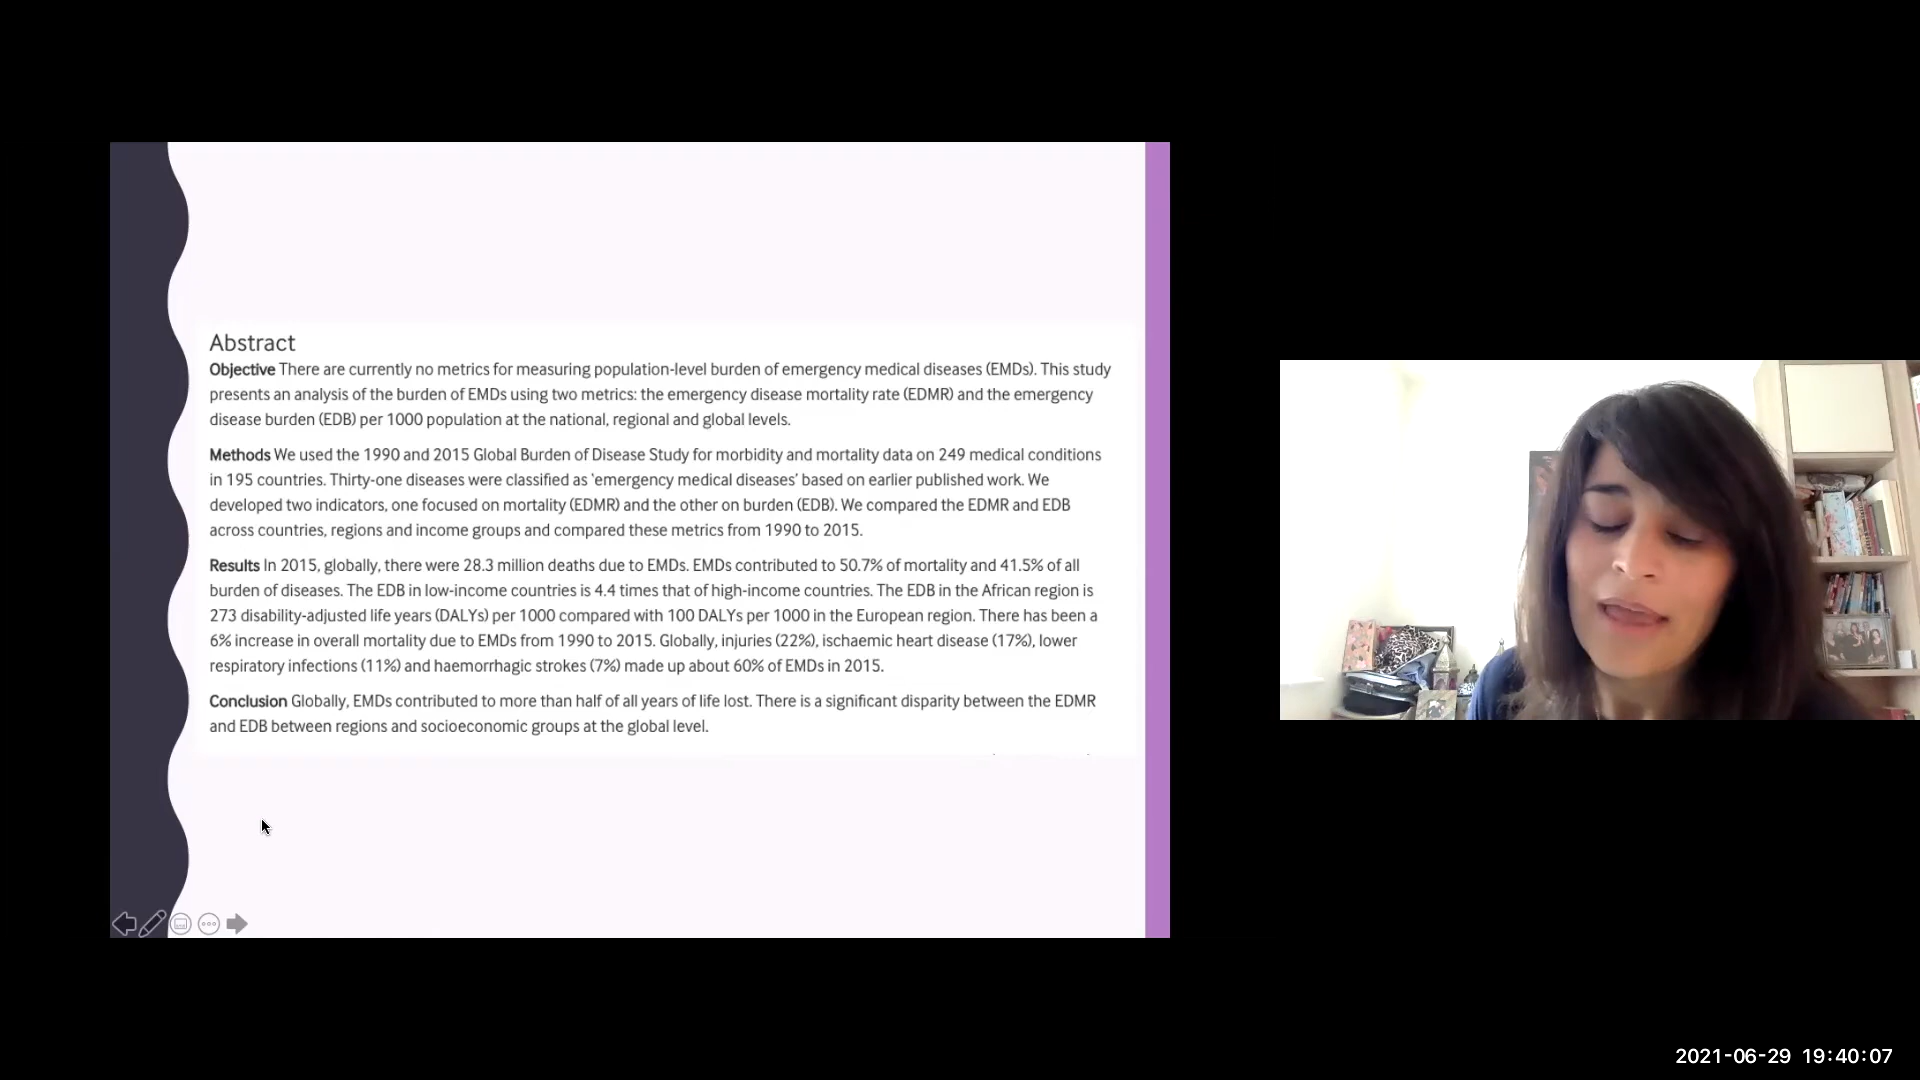 Abstract
Objective There are currently no metrics for measuring population-level burden of emergency medical diseases (EMDs). This study
presents an analysis of the burden of EMDs using two metrics: the emergency disease mortality rate (EDMR) and the emergency
disease burden (EDB) per 1000 population at the national, regional and global levels.
Methods We used the 1990 and 2015 Global Burden of Disease Study for morbidity and mortality data on 249 medical conditions
in 195 countries. Thirty-one diseases were classified as ‘emergency medical diseases’ based on earlier published work. We
developed two indicators, one focused on mortality (EDMR) and the other on burden (EDB). We compared the EDMR and EDB
across countries, regions and income groups and compared these metrics from 1990 to 2015.
Results In 2015, globally, there were 28.3 million deaths due to EMDs. EMDs contributed to 50.7% of mortality and 41.5% of all
burden of diseases. The EDB in low-income countries is 4.4 times that of high-income countries. The EDB in the African region is
273 disability-adjusted life years (DALYs) per 1000 compared with 100 DALYs per 1000 in the European region. There has been a
6% increase in overall mortality due to EMDs from 1990 to 2015. Globally, injuries (22%), ischaemic heart disease (17%), lower
respiratory infections (11%) and haemorrhagic strokes (7%) made up about 60% of EMDs in 2015.
Conclusion Globally, EMDs contributed to more than half of all years of life lost. There is a significant disparity between the EDMR
and EDB between regions and socioeconomic groups at the global level.
2021-06-29 19:40:07